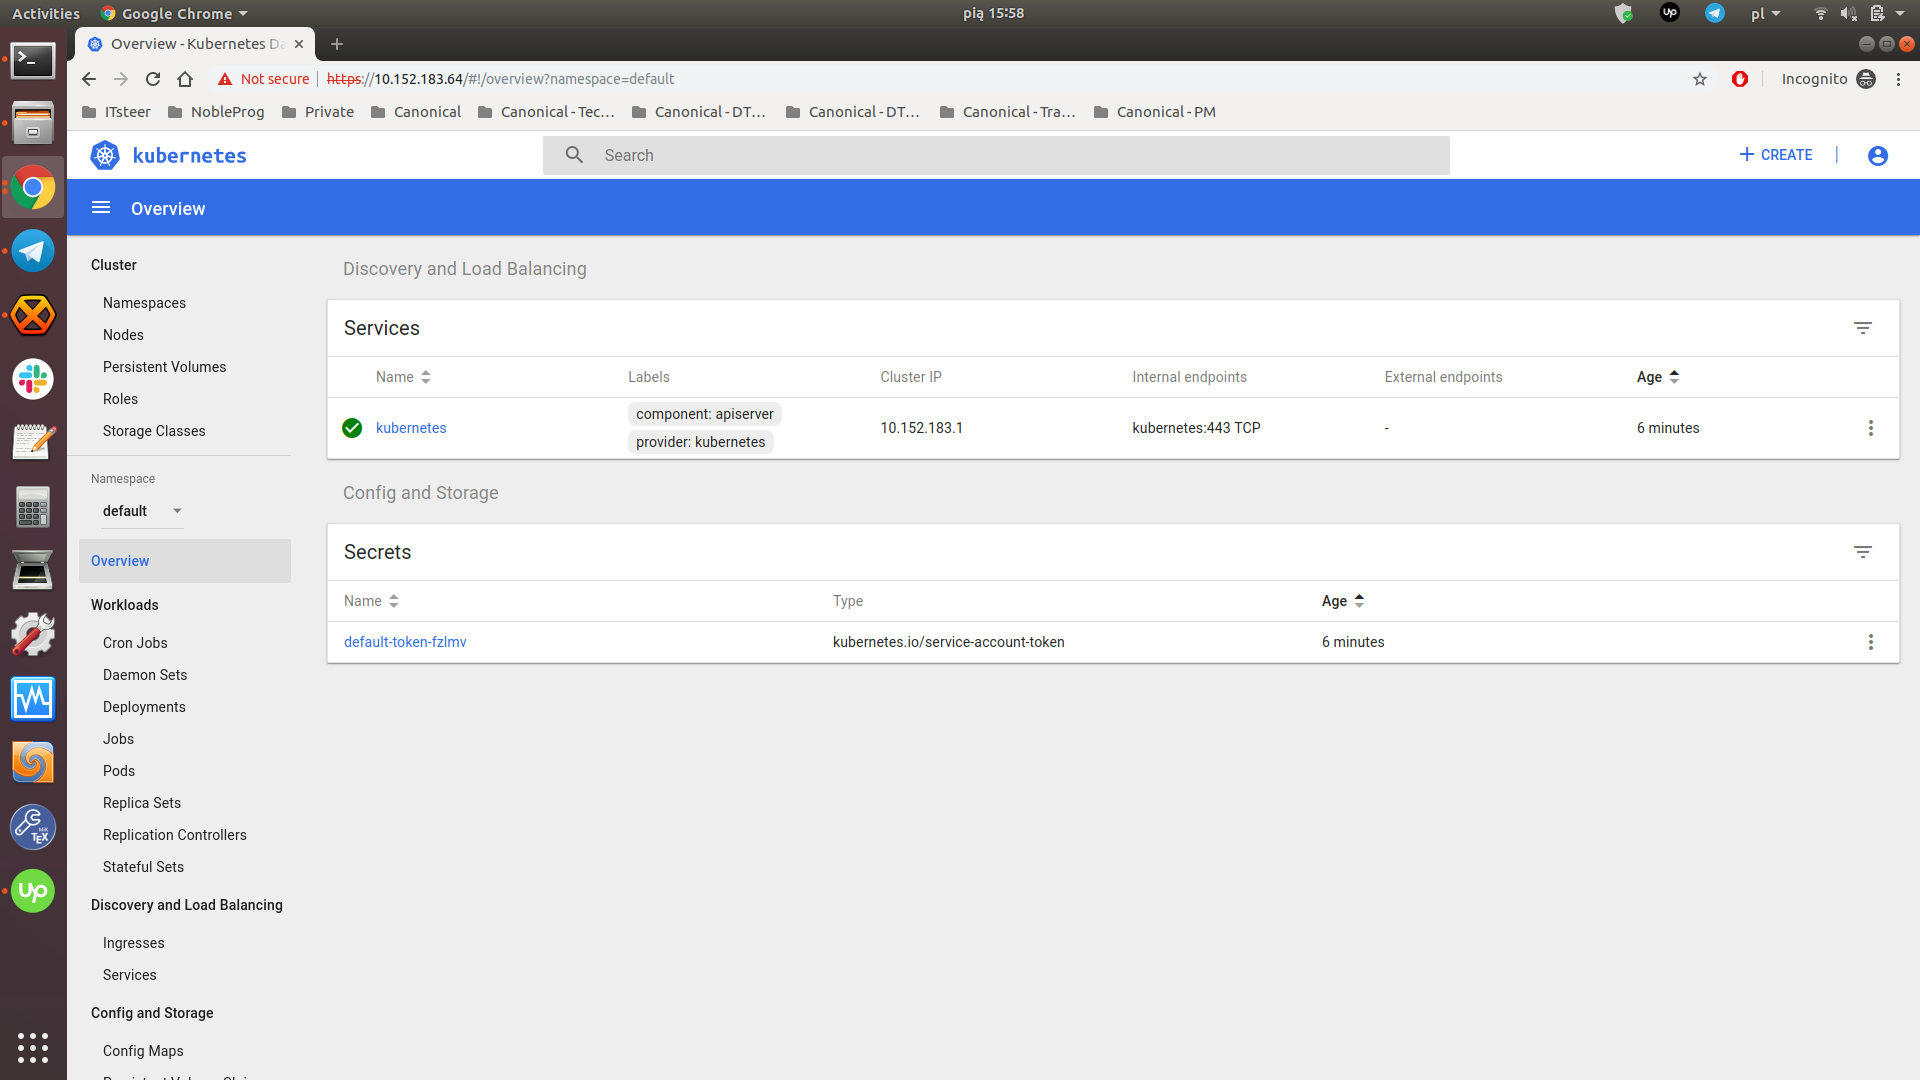 Activities Google Chrome pią 15:58 pl
Overview - Kubernetes Da
Not secure https://10.152.183.64/#!/overview?namespace=default Incognito
ITsteer NobleProg Private Canonical Canonical - Tec… Canonical - DT… Canonical - DT… Canonical - Tra… Canonical - PM
kubernetes Search CREATE
Overview
Cluster
Namespaces
Nodes
Persistent Volumes
Roles
Storage Classes
Namespace
default
Overview
Workloads
Cron Jobs
Daemon Sets
Deployments
Jobs
Pods
Replica Sets
Replication Controllers
Stateful Sets
Discovery and Load Balancing
Ingresses
Services
Config and Storage
Config Maps
Discovery and Load Balancing
Services
Name Labels Cluster IP Internal endpoints External endpoints Age
kubernetes component: apiserver 10.152.183.1 kubernetes:443 TCP - 6 minutes
provider: kubernetes
Config and Storage
Secrets
Name Type Age
default-token-fzlmv kubernetes.io/service-account-token 6 minutes